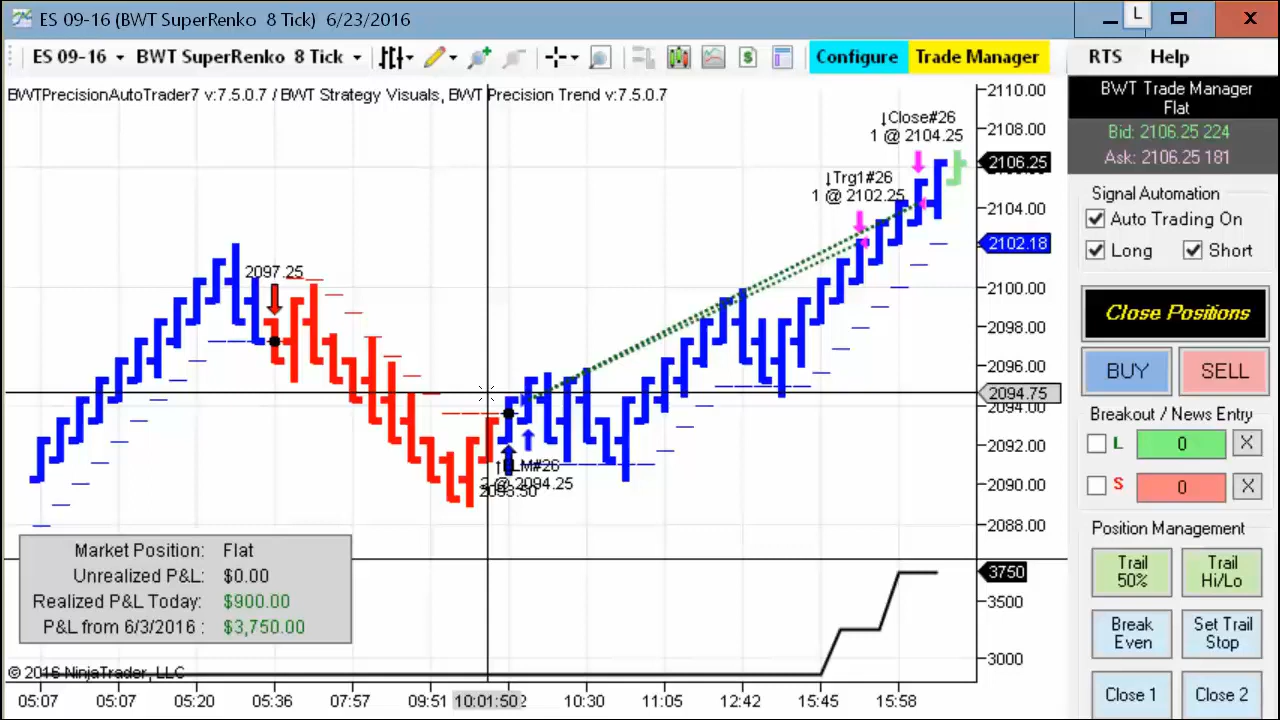 ES 09-16 (BWT SuperRenko 8 Tick) 6/23/2016
L
X
ES 09-16 BWT SuperRenko 8 Tick Configure Trade Manager RTS Help
BWTPrecisionAutoTrader7 v:7.5.0.7 / BWT Strategy Visuals, BWT Precision Trend v:7.5.0.7
2110.00
2108.00
2106.25
2104.00
2102.18
2100.00
2098.00
2096.00
2094.75
2094.00
2092.00
2090.00
2088.00
3750
3500
3000
↓Close#26
1 @ 2104.25
↓Trg1#26
1 @ 2102.25
2097.25
2 @ 2094.25
2093.50
Market Position: Flat
Unrealized P&L: $0.00
Realized P&L Today: $900.00
P&L from 6/3/2016 : $3,750.00
© 2016 NinjaTrader, LLC
05:07 05:07 05:20 05:36 07:57 09:51 10:01:50 10:30 11:05 12:42 15:45 15:58
BWT Trade Manager
Flat
Bid: 2106.25 224
Ask: 2106.25 181
Signal Automation
Auto Trading On
Long Short
Close Positions
BUY SELL
Breakout / News Entry
L 0 X
S 0 X
Position Management
Trail 50% Trail Hi/Lo
Break Even Set Trail Stop
Close 1 Close 2